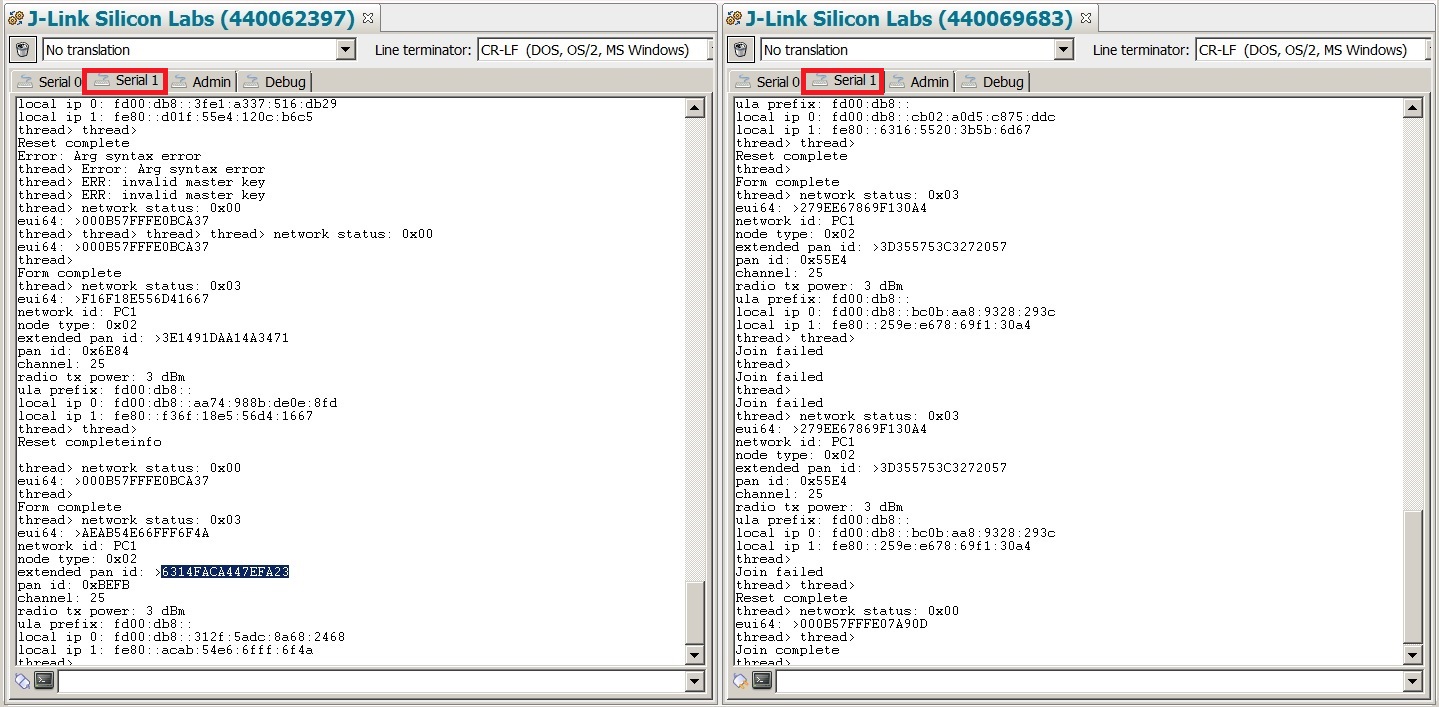 J-Link Silicon Labs (440062397)
No translation
Line terminator: CR-LF (DOS, OS/2, MS Windows)
Serial 0 Serial 1 Admin Debug
local ip 0: fd00:db8::3fe1:a337:516:db29
local ip 1: fe80::d01f:55e4:120c:b6c5
thread> thread>
Reset complete
Error: Arg syntax error
thread> Error: Arg syntax error
thread> ERR: invalid master key
thread> ERR: invalid master key
thread> network status: 0x00
eui64: >000B57FFFE0BCA37
thread> thread> thread> thread> network status: 0x00
eui64: >000B57FFFE0BCA37
thread>
Form complete
thread> network status: 0x03
eui64: >F16F18E556D41667
network id: PC1
node type: 0x02
extended pan id: >3E1491DAA14A3471
pan id: 0x6E84
channel: 25
radio tx power: 3 dBm
ula prefix: fd00:db8::
local ip 0: fd00:db8::aa74:988b:de0e:8fd
local ip 1: fe80::f36f:18e5:56d4:1667
thread> thread>
Reset completeinfo
thread> network status: 0x00
eui64: >000B57FFFE0BCA37
thread>
Form complete
thread> network status: 0x03
eui64: >AEAB54E66FFF6F4A
network id: PC1
node type: 0x02
extended pan id: >6314FACA447EFA23
pan id: 0xBEFB
channel: 25
radio tx power: 3 dBm
ula prefix: fd00:db8::
local ip 0: fd00:db8::312f:5adc:8a68:2468
local ip 1: fe80::acab:54e6:6fff:6f4a
thread>
J-Link Silicon Labs (440069683)
No translation
Line terminator: CR-LF (DOS, OS/2, MS Windows)
Serial 0 Serial 1 Admin Debug
ula prefix: fd00:db8::
local ip 0: fd00:db8::cb02:a0d5:c875:ddc
local ip 1: fe80::6316:5520:3b5b:6d67
thread> thread>
Reset complete
thread>
Form complete
thread> network status: 0x03
eui64: >279EE67869F130A4
network id: PC1
node type: 0x02
extended pan id: >3D355753C3272057
pan id: 0x55E4
channel: 25
radio tx power: 3 dBm
ula prefix: fd00:db8::
local ip 0: fd00:db8::bc0b:aa8:9328:293c
local ip 1: fe80::259e:e678:69f1:30a4
thread> thread>
Join failed
thread>
Join failed
thread>
Join failed
thread> network status: 0x03
eui64: >279EE67869F130A4
network id: PC1
node type: 0x02
extended pan id: >3D355753C3272057
pan id: 0x55E4
channel: 25
radio tx power: 3 dBm
ula prefix: fd00:db8::
local ip 0: fd00:db8::bc0b:aa8:9328:293c
local ip 1: fe80::259e:e678:69f1:30a4
thread>
Join failed
thread> thread>
Reset complete
thread> network status: 0x00
eui64: >000B57FFFE07A90D
thread> thread>
Join complete